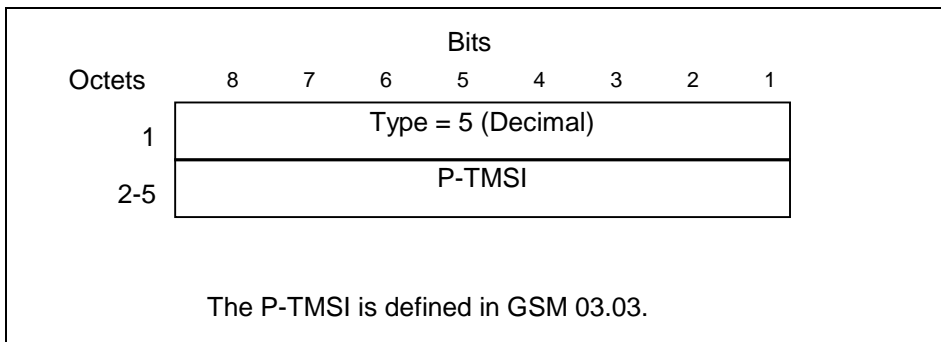 Bits
Octets 8 7 6 5 4 3 2 1
1 Type = 5 (Decimal)
2-5 P-TMSI
The P-TMSI is defined in GSM 03.03.